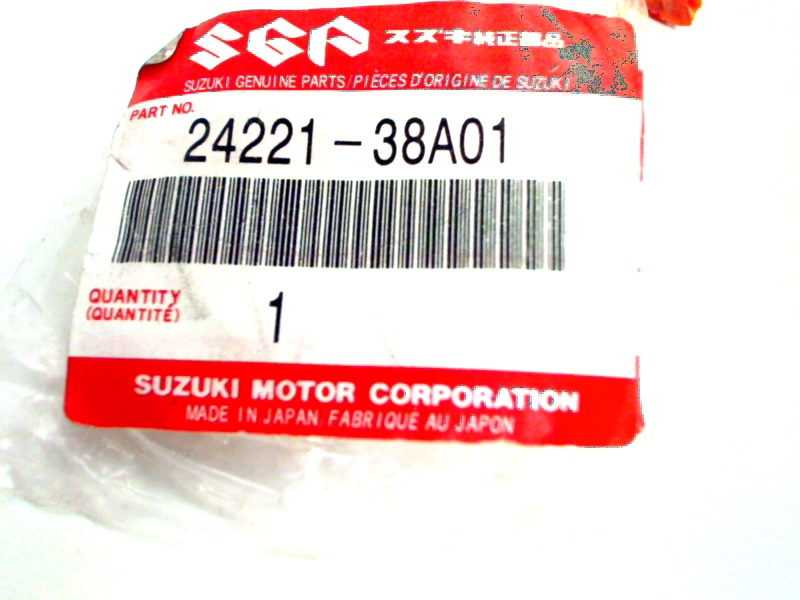 SGP スズキ純正部品
SUZUKI GENUINE PARTS/PIÈCES D'ORIGINE DE SUZUKI
PART NO.
24221-38A01
QUANTITY
(QUANTITÉ)
1
SUZUKI MOTOR CORPORATION
MADE IN JAPAN FABRIQUÉ AU JAPON